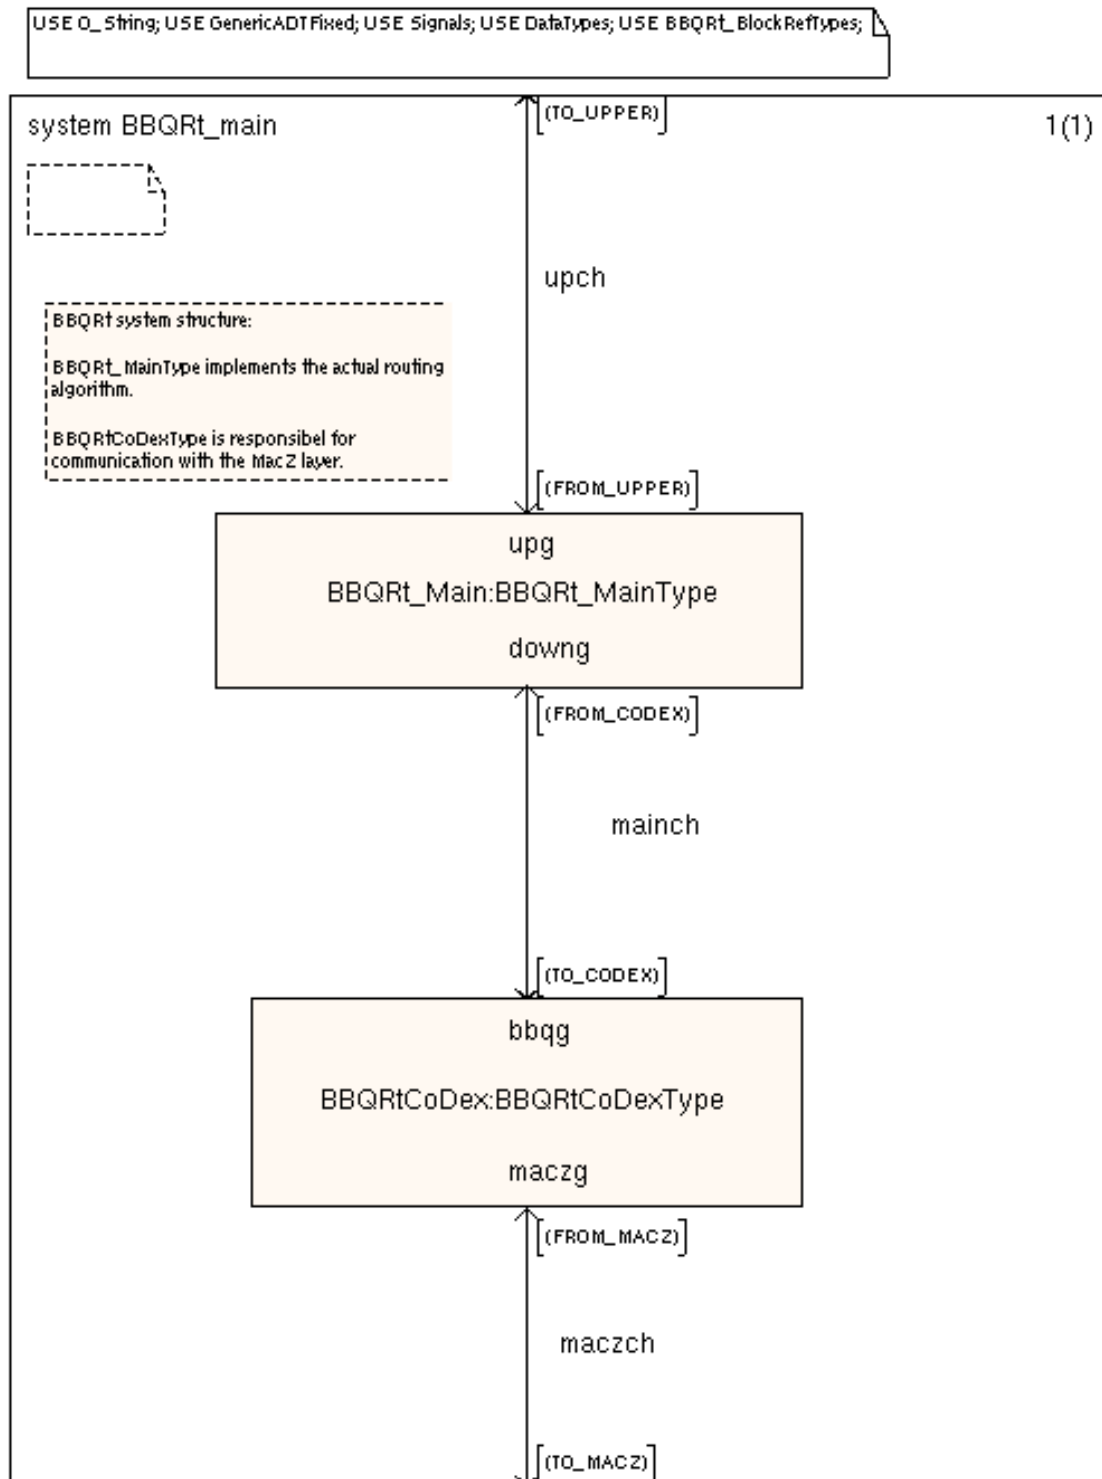 USE O_String; USE GenericADTFixed; USE Signals; USE DataTypes; USE BBQRt_BlockRefTypes;
system BBQRt_main
(TO_UPPER)
1(1)
upch
BBQRt system structure:
BBQRt_MainType implements the actual routing
algorithm.
BBQRtCoDexType is responsibel for
communication with the MacZ layer.
(FROM_UPPER)
upg
BBQRt_Main:BBQRt_MainType
downg
(FROM_CODEX)
mainch
(TO_CODEX)
bbqg
BBQRtCoDex:BBQRtCoDexType
maczg
(FROM_MACZ)
maczch
(TO_MACZ)